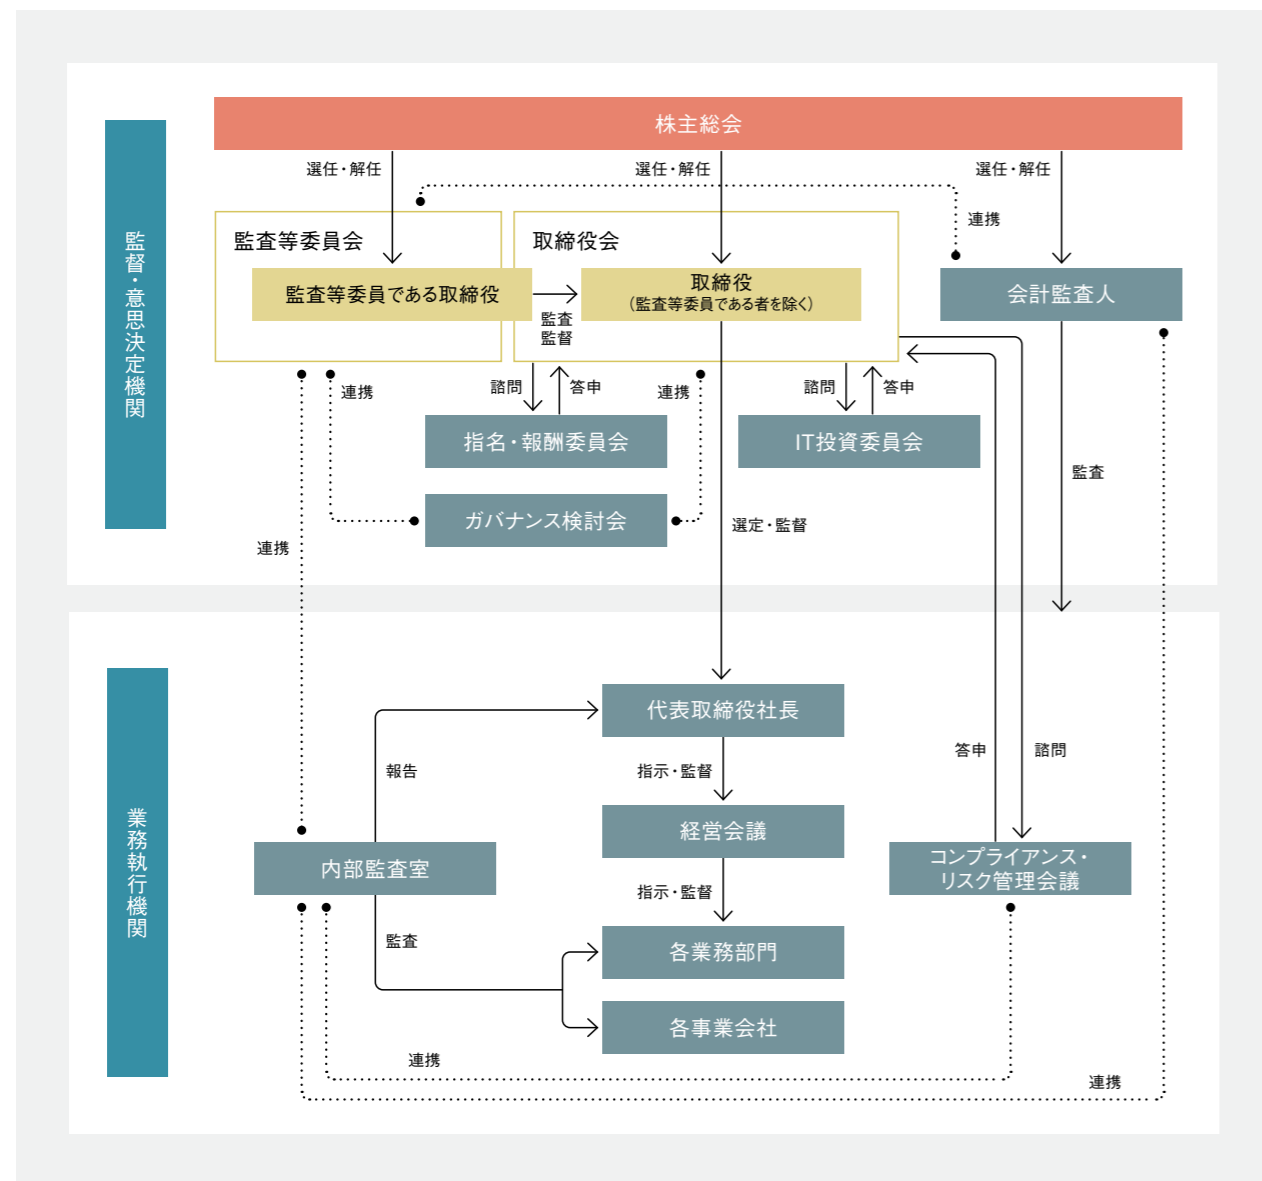 監督・意思決定機関
株主総会
選任・解任
選任・解任
選任・解任
連携
監査等委員会
取締役会
監査等委員である取締役
取締役
(監査等委員である者を除く)
会計監査人
監査
監督
連携
諮問
答申
連携
諮問
答申
指名・報酬委員会
IT投資委員会
監査
ガバナンス検討会
選定・監督
連携
業務執行機関
代表取締役社長
答申
諮問
報告
指示・監督
経営会議
内部監査室
コンプライアンス・
リスク管理会議
指示・監督
監査
各業務部門
各事業会社
連携
連携